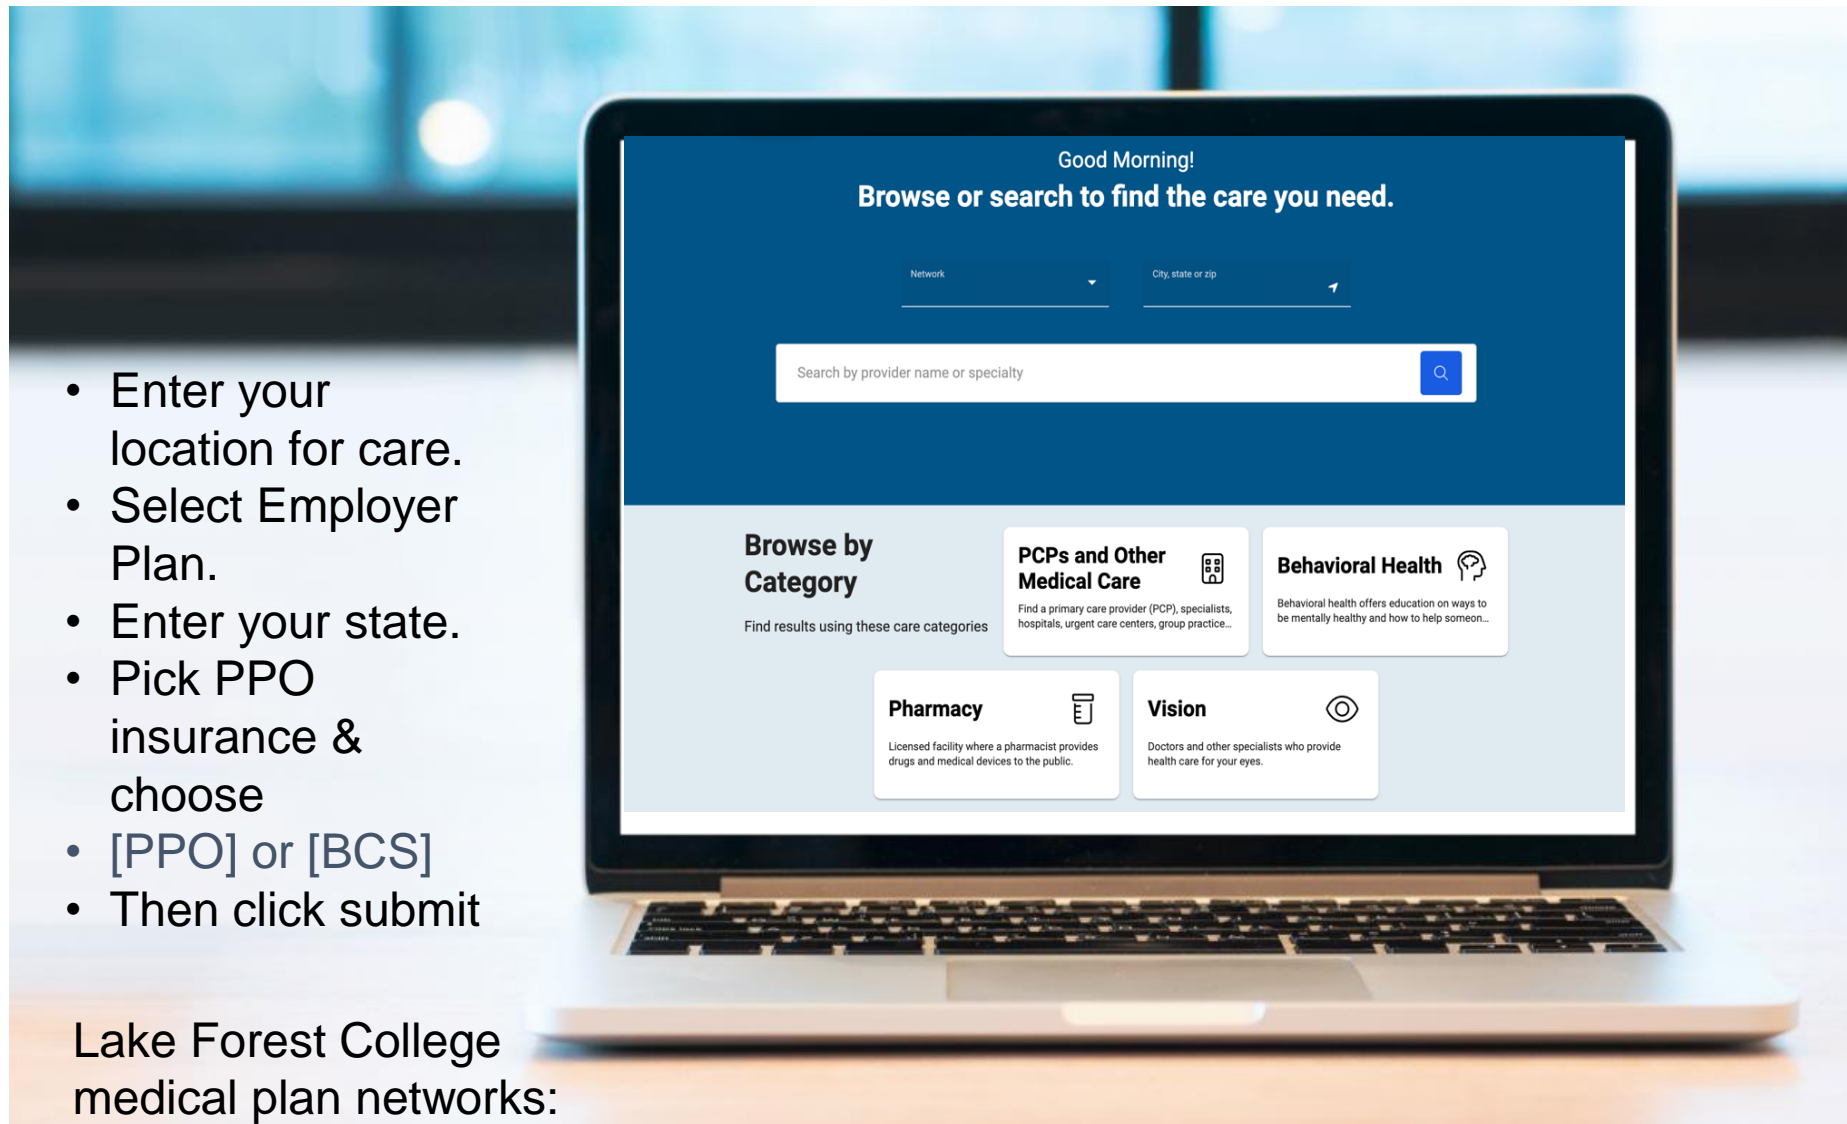 Good Morning!
Browse or search to find the care you need.
Network
City, state or zip
Search by provider name or specialty
Browse by
Category
Find results using these care categories
PCPs and Other
Medical Care
Find a primary care provider (PCP), specialists,
hospitals, urgent care centers, group practice...
Behavioral Health
Behavioral health offers education on ways to
be mentally healthy and how to help someon...
Pharmacy
Licensed facility where a pharmacist provides
drugs and medical devices to the public.
Vision
Doctors and other specialists who provide
health care for your eyes.
• Enter your
location for care.
• Select Employer
Plan.
• Enter your state.
• Pick PPO
insurance &
choose
• [PPO] or [BCS]
• Then click submit
Lake Forest College
medical plan networks: